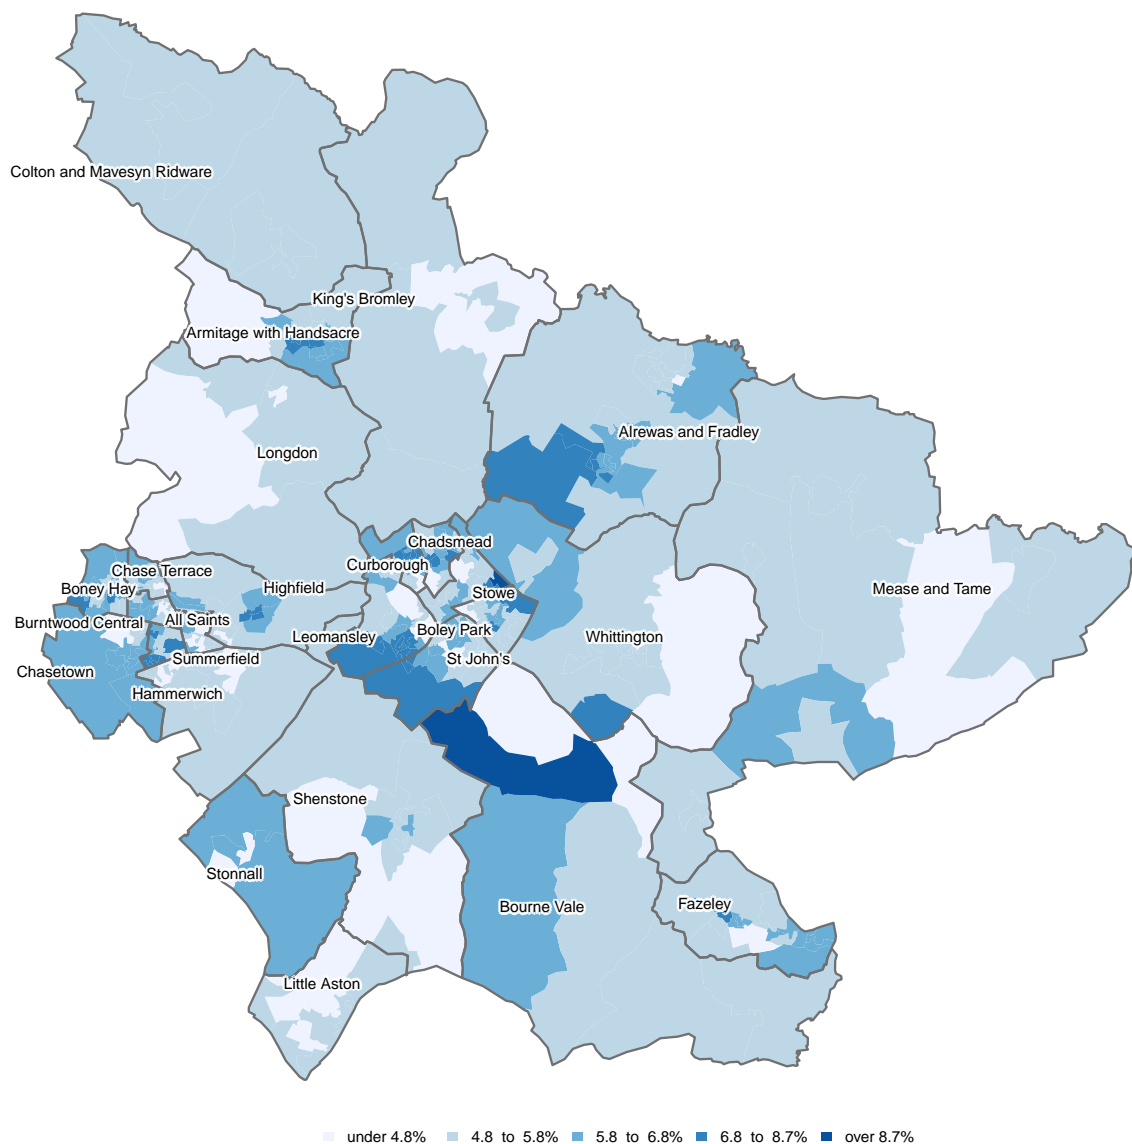 Colton and Mavesyn Ridware
King's Bromley
Armitage with Handsacre
Alrewas and Fradley
Longdon
Chadsmead
Curborough
Chase Terrace
Boney Hay
Highfield
Stowe
Mease and Tame
Burntwood Central
All Saints
Leomansley
Boley Park
Whittington
Summerfield
St John's
Chasetown
Hammerwich
Shenstone
Stonnall
Bourne Vale
Fazeley
Little Aston
under 4.8% 4.8 to 5.8% 5.8 to 6.8% 6.8 to 8.7% over 8.7%